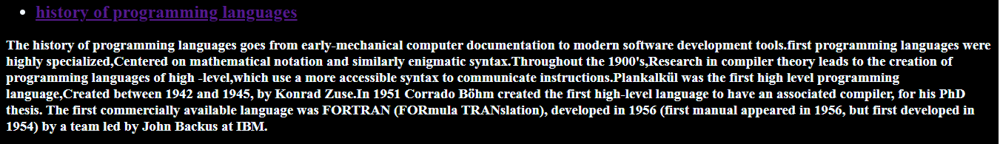 history of programming languages
The history of programming languages goes from early-mechanical computer documentation to modern software development tools.first programming languages were
highly specialized,Centered on mathematical notation and similarly enigmatic syntax.Throughout the 1900's,Research in compiler theory leads to the creation of
programming languages of high -level,which use a more accessible syntax to communicate instructions.Plankalkül was the first high level programming
language,Created between 1942 and 1945, by Konrad Zuse.In 1951 Corrado Böhm created the first high-level language to have an associated compiler, for his PhD
thesis. The first commercially available language was FORTRAN (FORmula TRANslation), developed in 1956 (first manual appeared in 1956, but first developed in
1954) by a team led by John Backus at IBM.